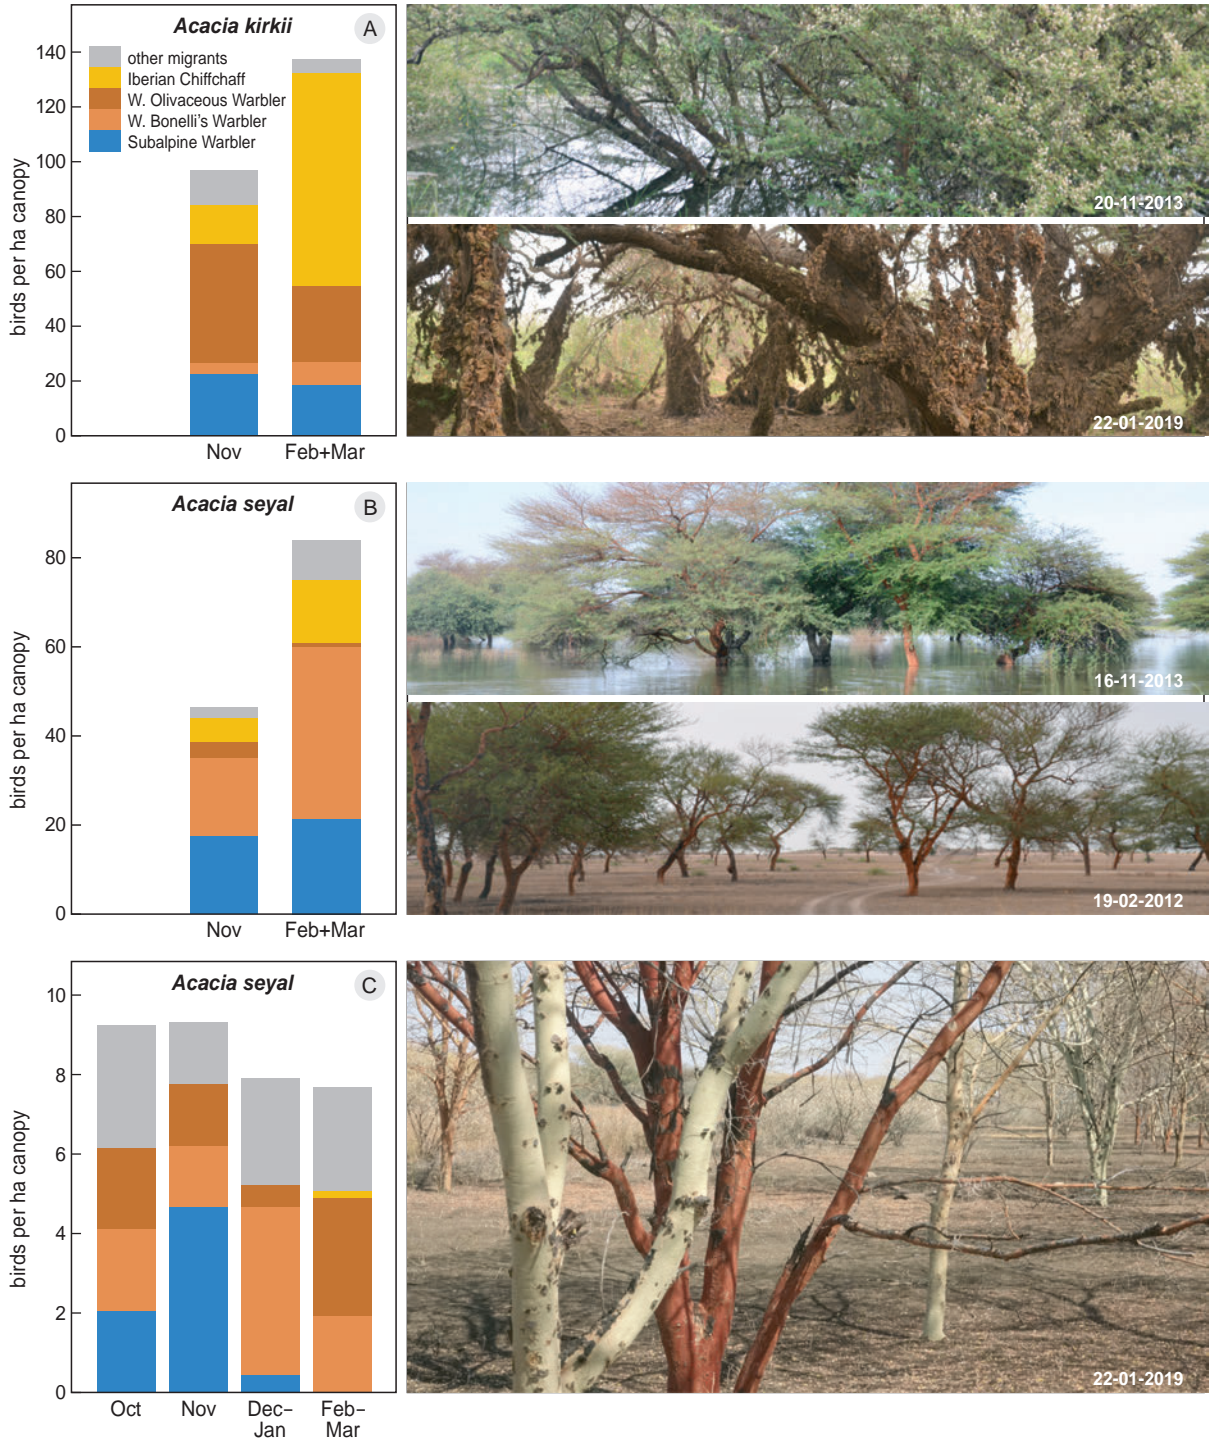 Acacia kirkii
A
140
120
100
80
60
40
20
0
birds per ha canopy
other migrants
Iberian Chiffchaff
W. Olivaceous Warbler
W. Bonelli's Warbler
Subalpine Warbler
Nov
Feb+Mar
20-11-2013
22-01-2019
Acacia seyal
B
80
60
40
20
0
birds per ha canopy
Nov
Feb+Mar
16-11-2013
19-02-2012
Acacia seyal
C
10
8
6
4
2
0
birds per ha canopy
Oct
Nov
Dec–
Jan
Feb–
Mar
22-01-2019